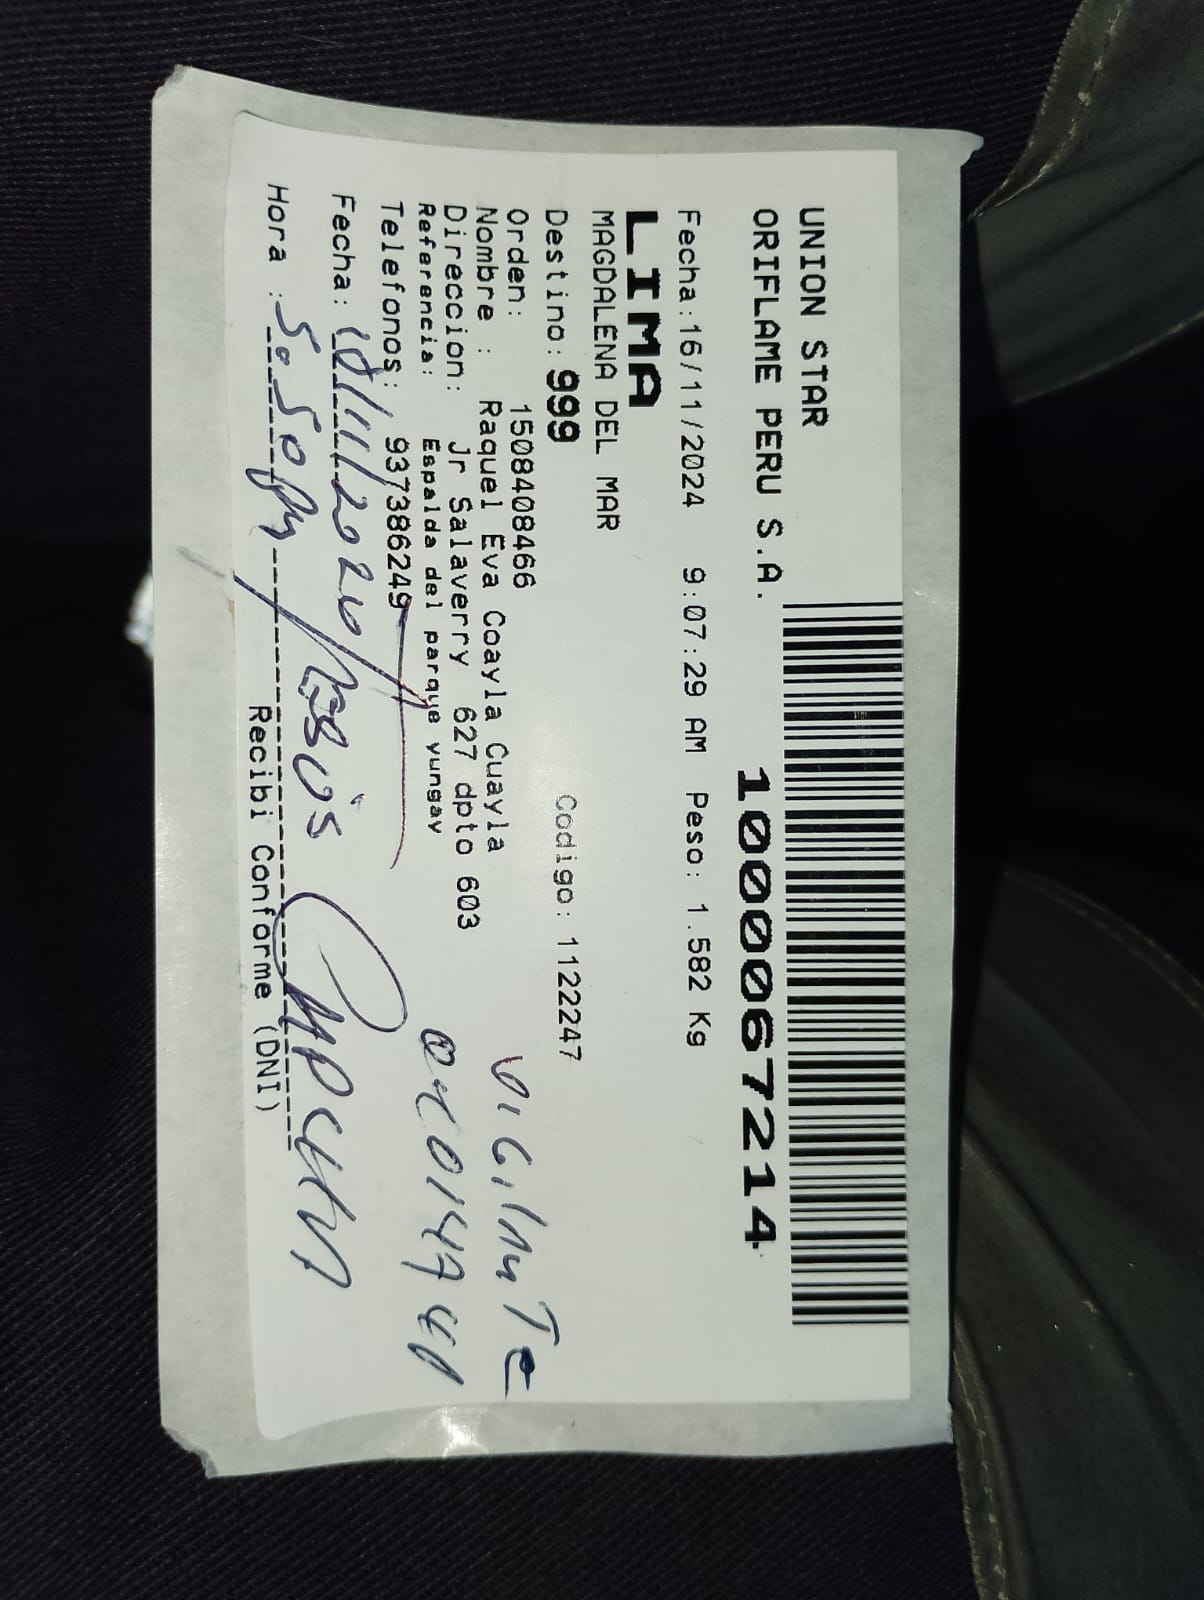 UNION STAR
ORIFLAME PERU S.A.
1000067214
Fecha:16/11/2024 9:07:29 AM Peso: 1.582 Kg
LIMA
MAGDALENA DEL MAR
Destino:999 Codigo: 112247
Orden: 1508408466
Nombre : Raquel Eva Coayla Cuayla
Direccion: Jr Salaverry 627 dpto 603
Referencia: Espalda del parque yungay
Telefonos: 937386249
VIGILANTE
Fecha:
Hora :
Recibi Conforme (DNI)